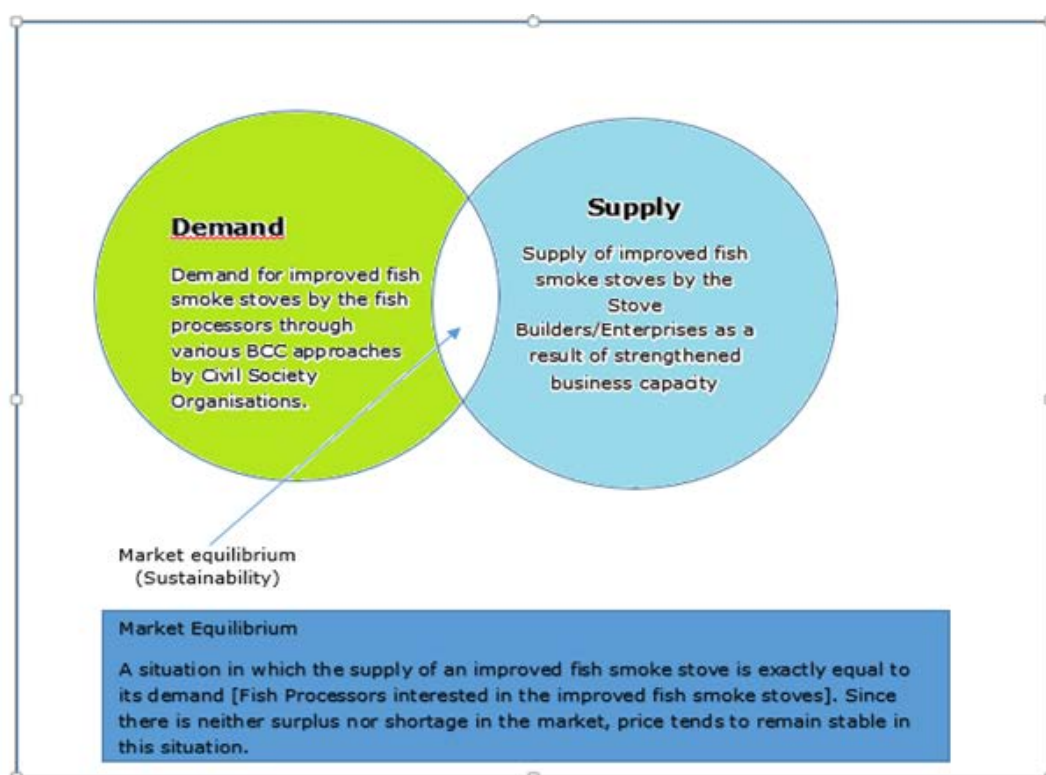 Demand
Demand for improved fish
smoke stoves by the fish
processors through
various BCC approaches
by Civil Society
Organisations.
Supply
Supply of improved fish
smoke stoves by the
Stove
Builders/Enterprises as a
result of strengthened
business capacity
Market equilibrium
(Sustainability)
Market Equilibrium
A situation in which the supply of an improved fish smoke stove is exactly equal to
its demand [Fish Processors interested in the improved fish smoke stoves]. Since
there is neither surplus nor shortage in the market, price tends to remain stable in
this situation.